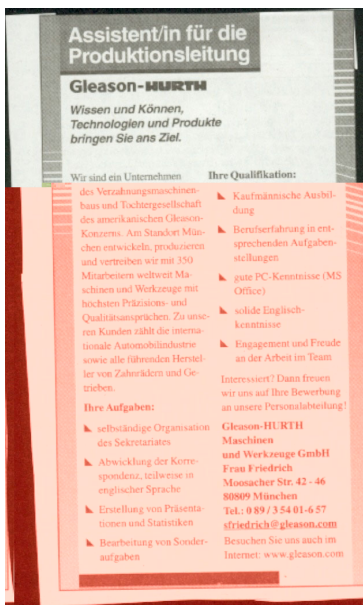 Assistent/in für die
Produktionsleitung
Gleason-HURTH
Wissen und Können,
Technologien und Produkte
bringen Sie ans Ziel.
Wir sind ein Unternehmen
des Verzahnungsmaschinen-
baus und Tochtergesellschaft
des amerikanischen Gleason-
Konzerns. Am Standort Mün-
chen entwickeln, produzieren
und vertreiben wir mit 350
Mitarbeitern weltweit Ma-
schinen und Werkzeuge mit
höchsten Präzisions- und
Qualitätsansprüchen. Zu unse-
ren Kunden zählt die interna-
tionale Automobilindustrie
sowie alle führenden Herstel-
ler von Zahnrädern und Ge-
trieben.
Ihre Aufgaben:
selbständige Organisation
des Sekretariates
Abwicklung der Korre-
spondenz, teilweise in
englischer Sprache
Erstellung von Präsenta-
tionen und Statistiken
Bearbeitung von Sonder-
aufgaben
Ihre Qualifikation:
Kaufmännische Ausbil-
dung
Berufserfahrung in ent-
sprechenden Aufgaben-
stellungen
gute PC-Kenntnisse (MS
Office)
solide Englisch-
kenntnisse
Engagement und Freude
an der Arbeit im Team
Interessiert? Dann freuen
wir uns auf Ihre Bewerbung
an unsere Personalabteilung!
Gleason-HURTH
Maschinen
und Werkzeuge GmbH
Frau Friedrich
Moosacher Str. 42 - 46
80809 München
Tel.: 0 89 / 3 54 01-6 57
sfriedrich@gleason.com
Besuchen Sie uns auch im
Internet: www.gleason.com